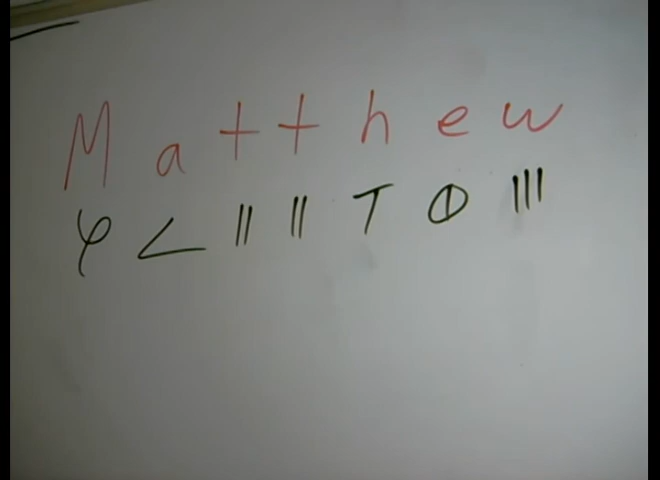 Matthew
φ < || || T ⦶ |||